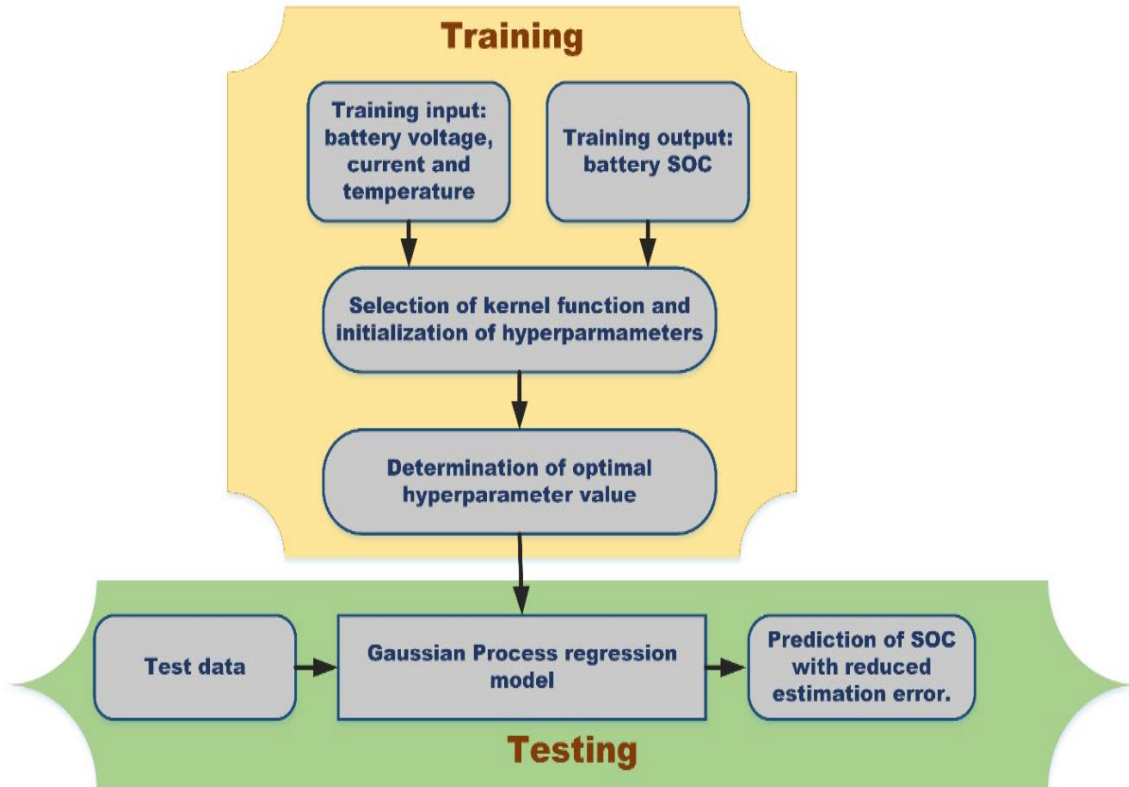 Training
Training input:
battery voltage,
current and
temperature
Training output:
battery SOC
Selection of kernel function and
initialization of hyperparmameters
Determination of optimal
hyperparameter value
Test data
Gaussian Process regression
model
Prediction of SOC
with reduced
estimation error.
Testing